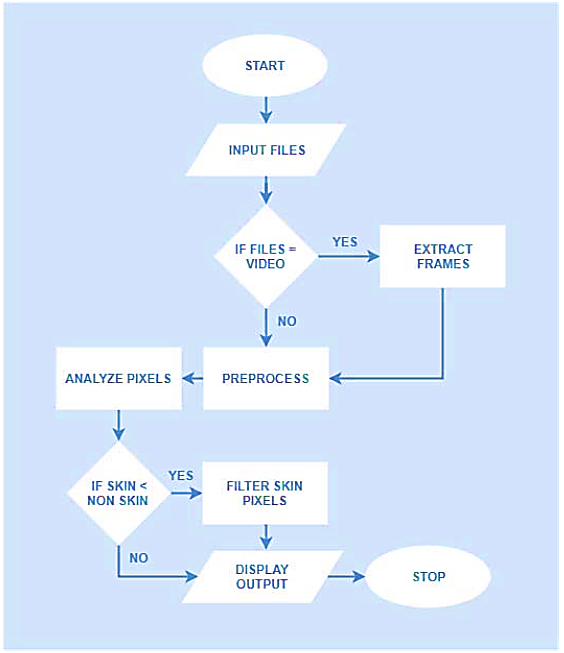 START
INPUT FILES
IF FILES =
VIDEO
YES
EXTRACT
FRAMES
NO
ANALYZE PIXELS
PREPROCESS
IF SKIN <
NON SKIN
YES
FILTER SKIN
PIXELS
NO
DISPLAY
OUTPUT
STOP